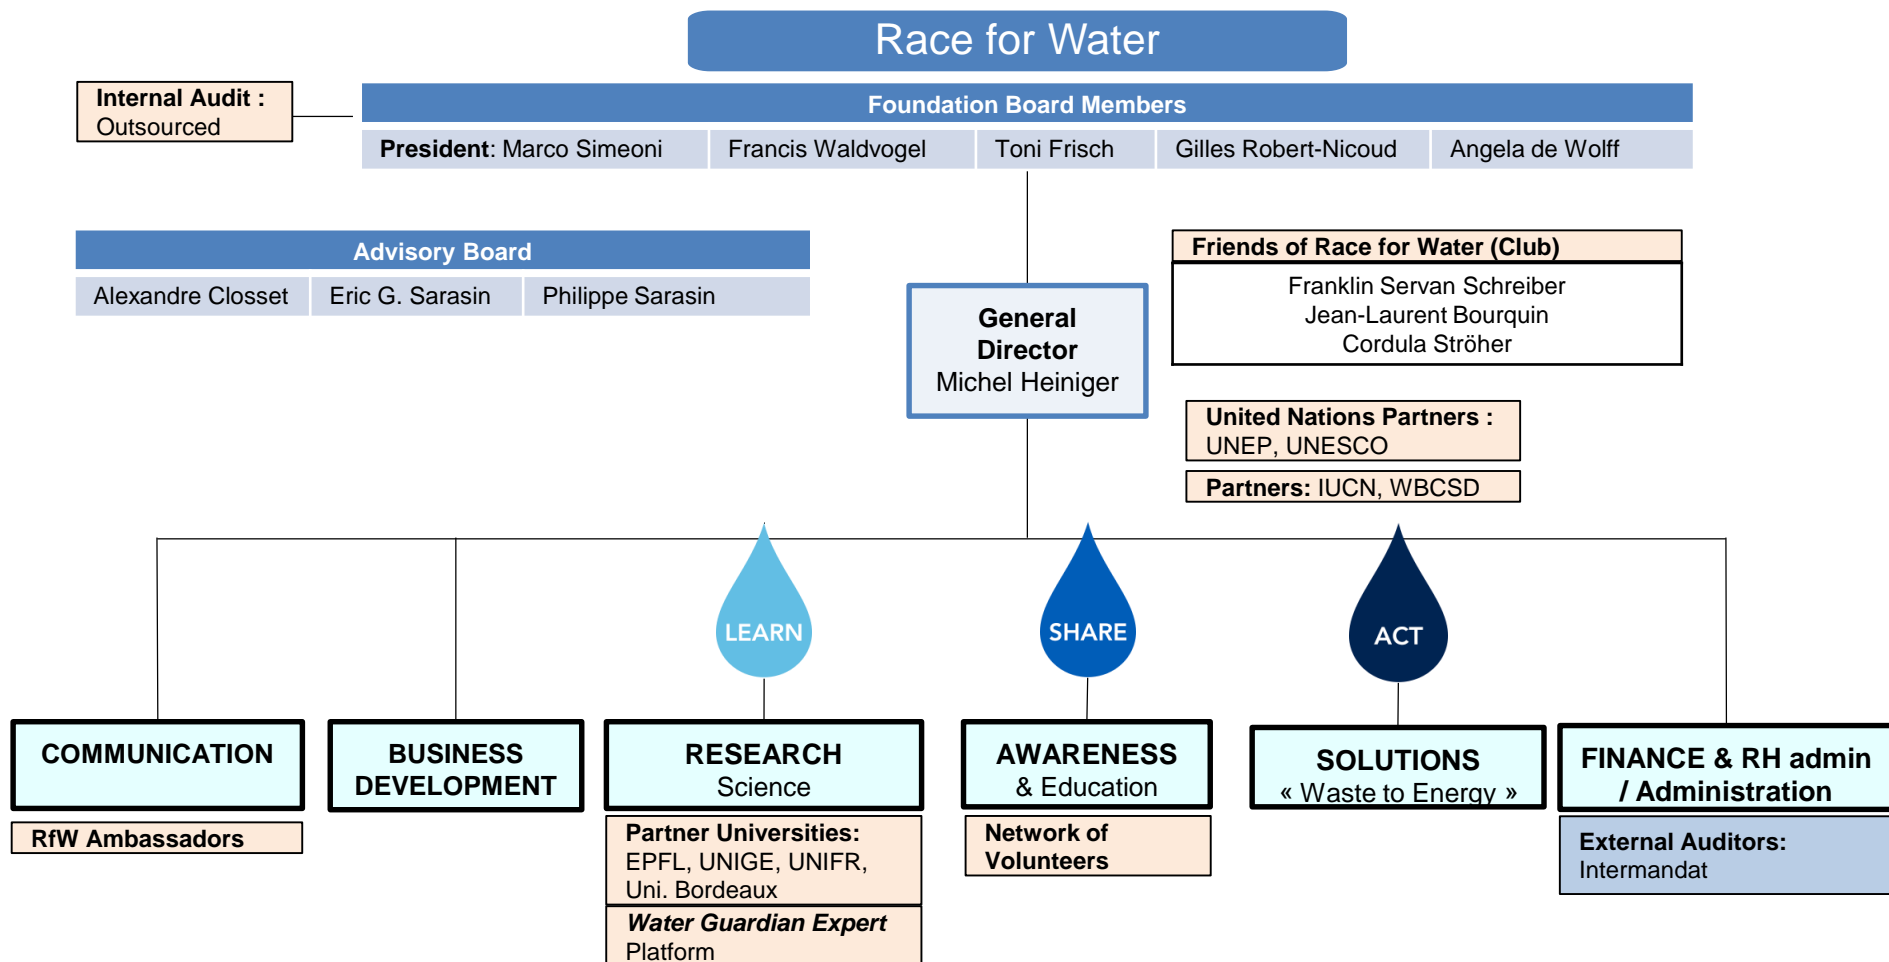 Race for Water
Internal Audit :
Outsourced
Foundation Board Members
President: Marco Simeoni
Francis Waldvogel
Toni Frisch
Gilles Robert-Nicoud
Angela de Wolff
Advisory Board
Alexandre Closset
Eric G. Sarasin
Philippe Sarasin
General
Director
Michel Heiniger
Friends of Race for Water (Club)
Franklin Servan Schreiber
Jean-Laurent Bourquin
Cordula Ströher
United Nations Partners :
UNEP, UNESCO
Partners: IUCN, WBCSD
LEARN
SHARE
ACT
COMMUNICATION
RfW Ambassadors
BUSINESS
DEVELOPMENT
RESEARCH
Science
Partner Universities:
EPFL, UNIGE, UNIFR,
Uni. Bordeaux
Water Guardian Expert
Platform
AWARENESS
& Education
Network of
Volunteers
SOLUTIONS
« Waste to Energy »
FINANCE & RH admin
/ Administration
External Auditors:
Intermandat